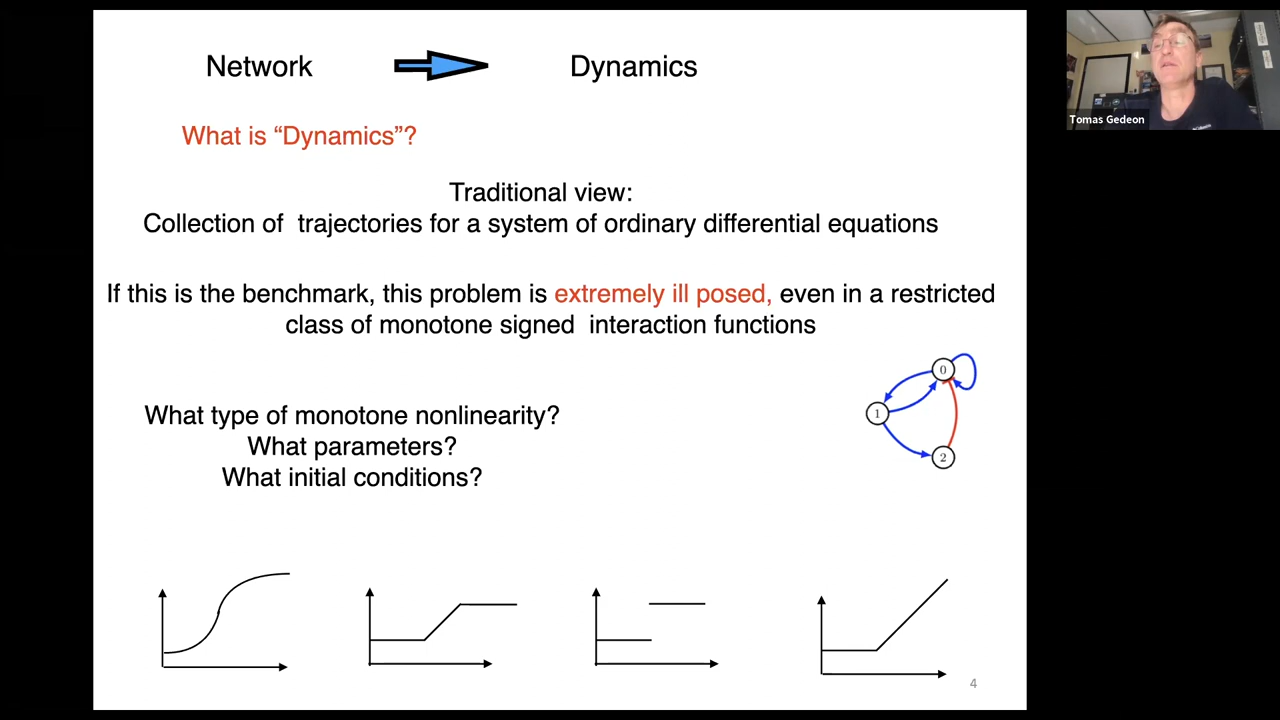 Network Dynamics
What is “Dynamics”?
Traditional view:
Collection of trajectories for a system of ordinary differential equations
If this is the benchmark, this problem is extremely ill posed, even in a restricted
class of monotone signed interaction functions
0
1
2
What type of monotone nonlinearity?
What parameters?
What initial conditions?
4
Tomas Gedeon